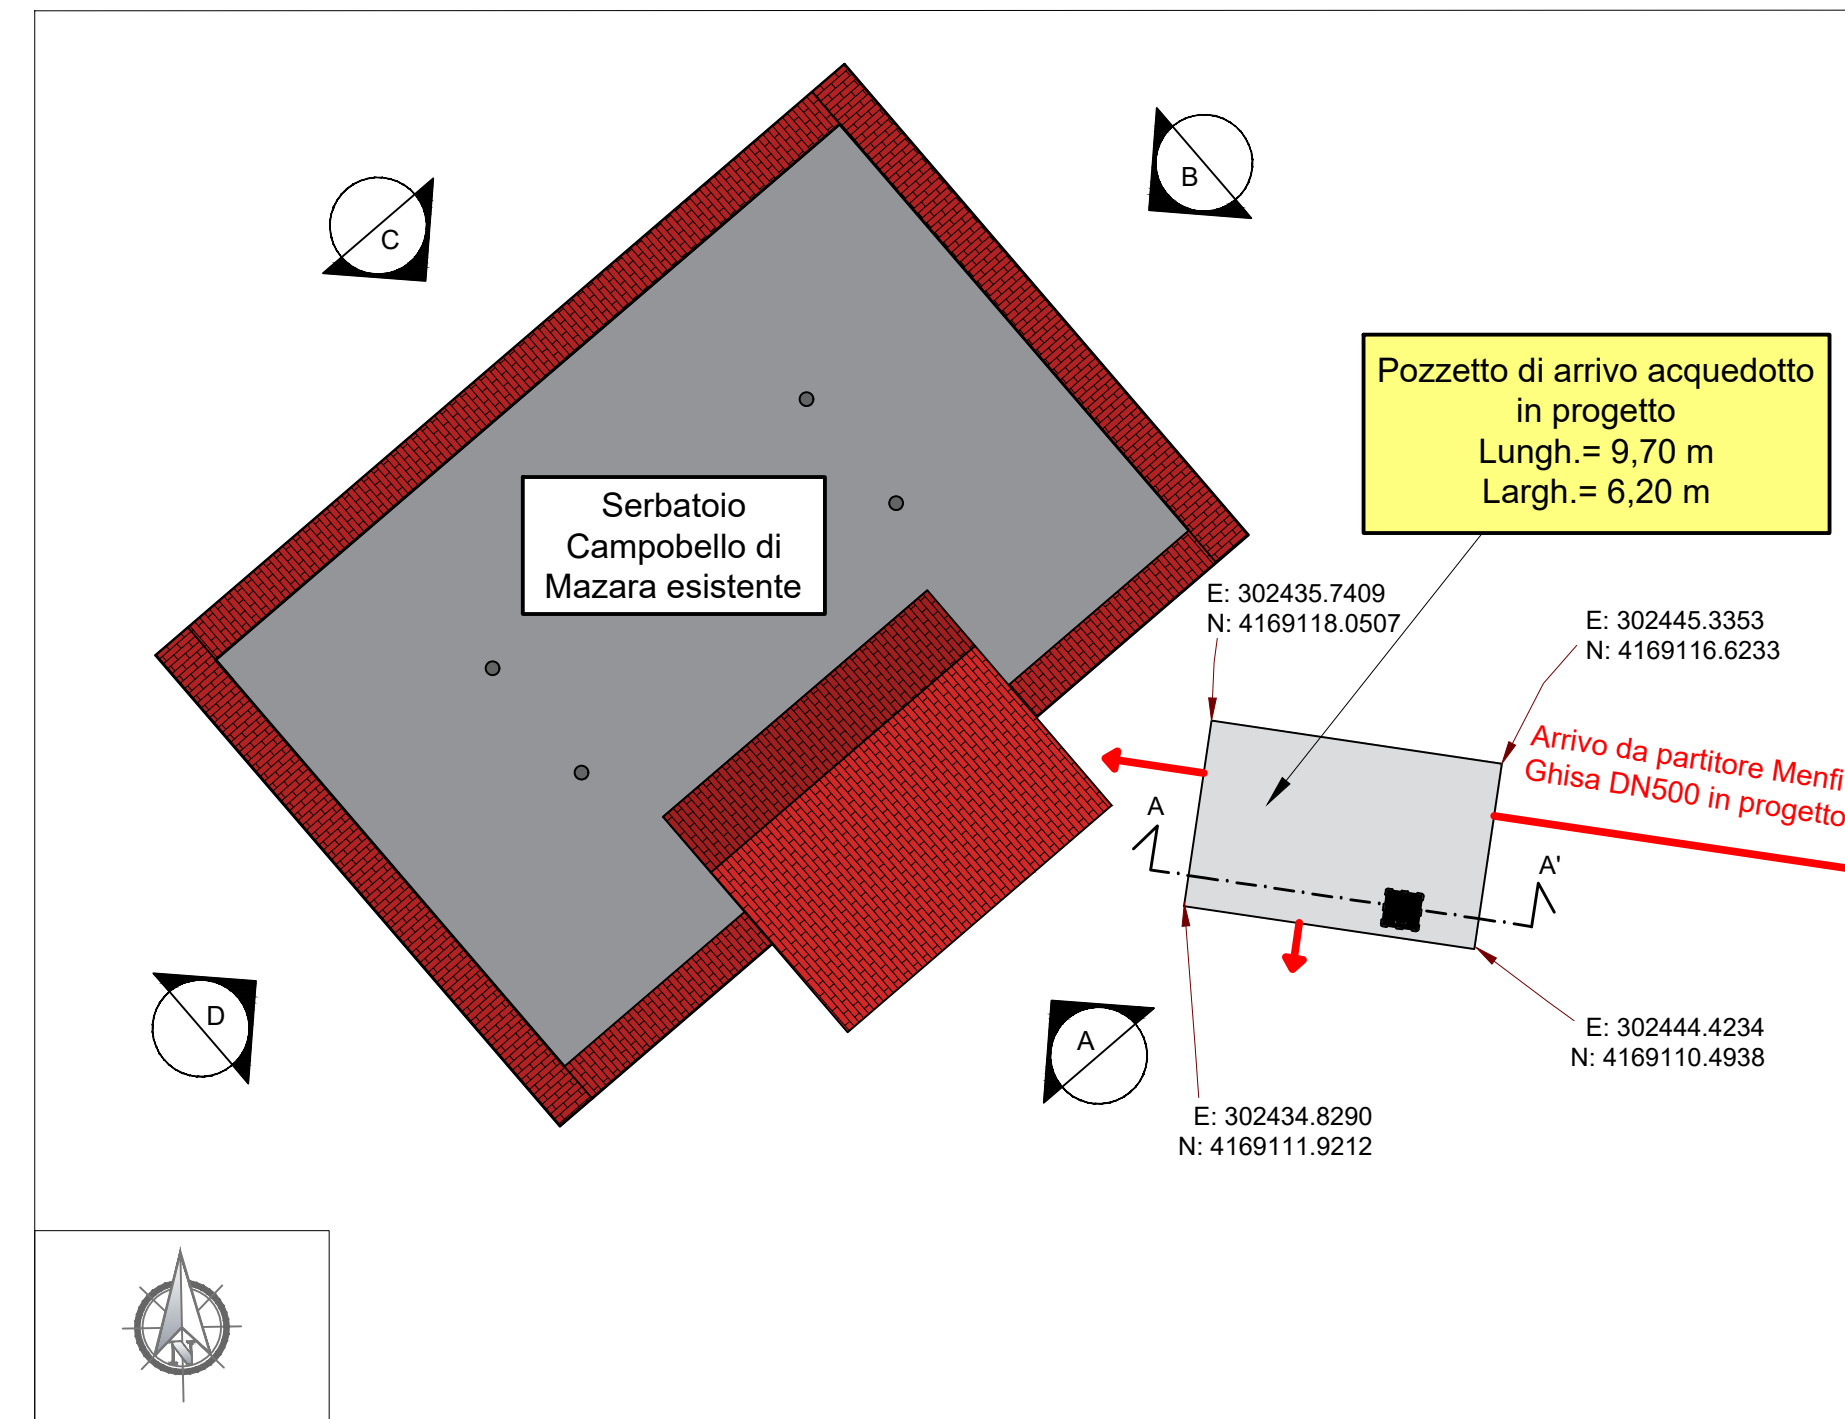 C
B
Pozzetto di arrivo acquedotto
in progetto
Lungh.= 9,70 m
Largh.= 6,20 m
Serbatoio
Campobello di
Mazara esistente
E: 302435.7409
N: 4169118.0507
E: 302445.3353
N: 4169116.6233
Arrivo da partitore Menfi
Ghisa DN500 in progetto
A
A'
D
A
E: 302444.4234
N: 4169110.4938
E: 302434.8290
N: 4169111.9212
N